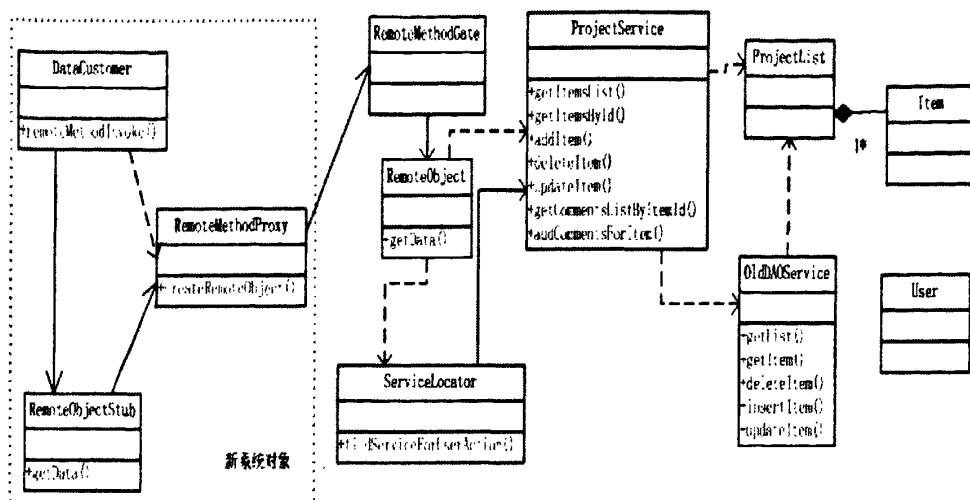 DataCustomer
+remoteMethodInvoke()
RemoteMethodProxy
RemoteObjectStub
+getData()
新系统对象
RemoteMethodGate
RemoteObject
-getData()
ServiceLocator
ProjectService
+getItemsList()
+getItemsById()
+addItem()
+deleteItem()
+updateItem()
+getCommentsListByItemId()
+addCommentsForItem()
ProjectList
Item
1*
OldDAOService
-getList()
+getItem()
+deleteItem()
-insertItem()
-updateItem()
User